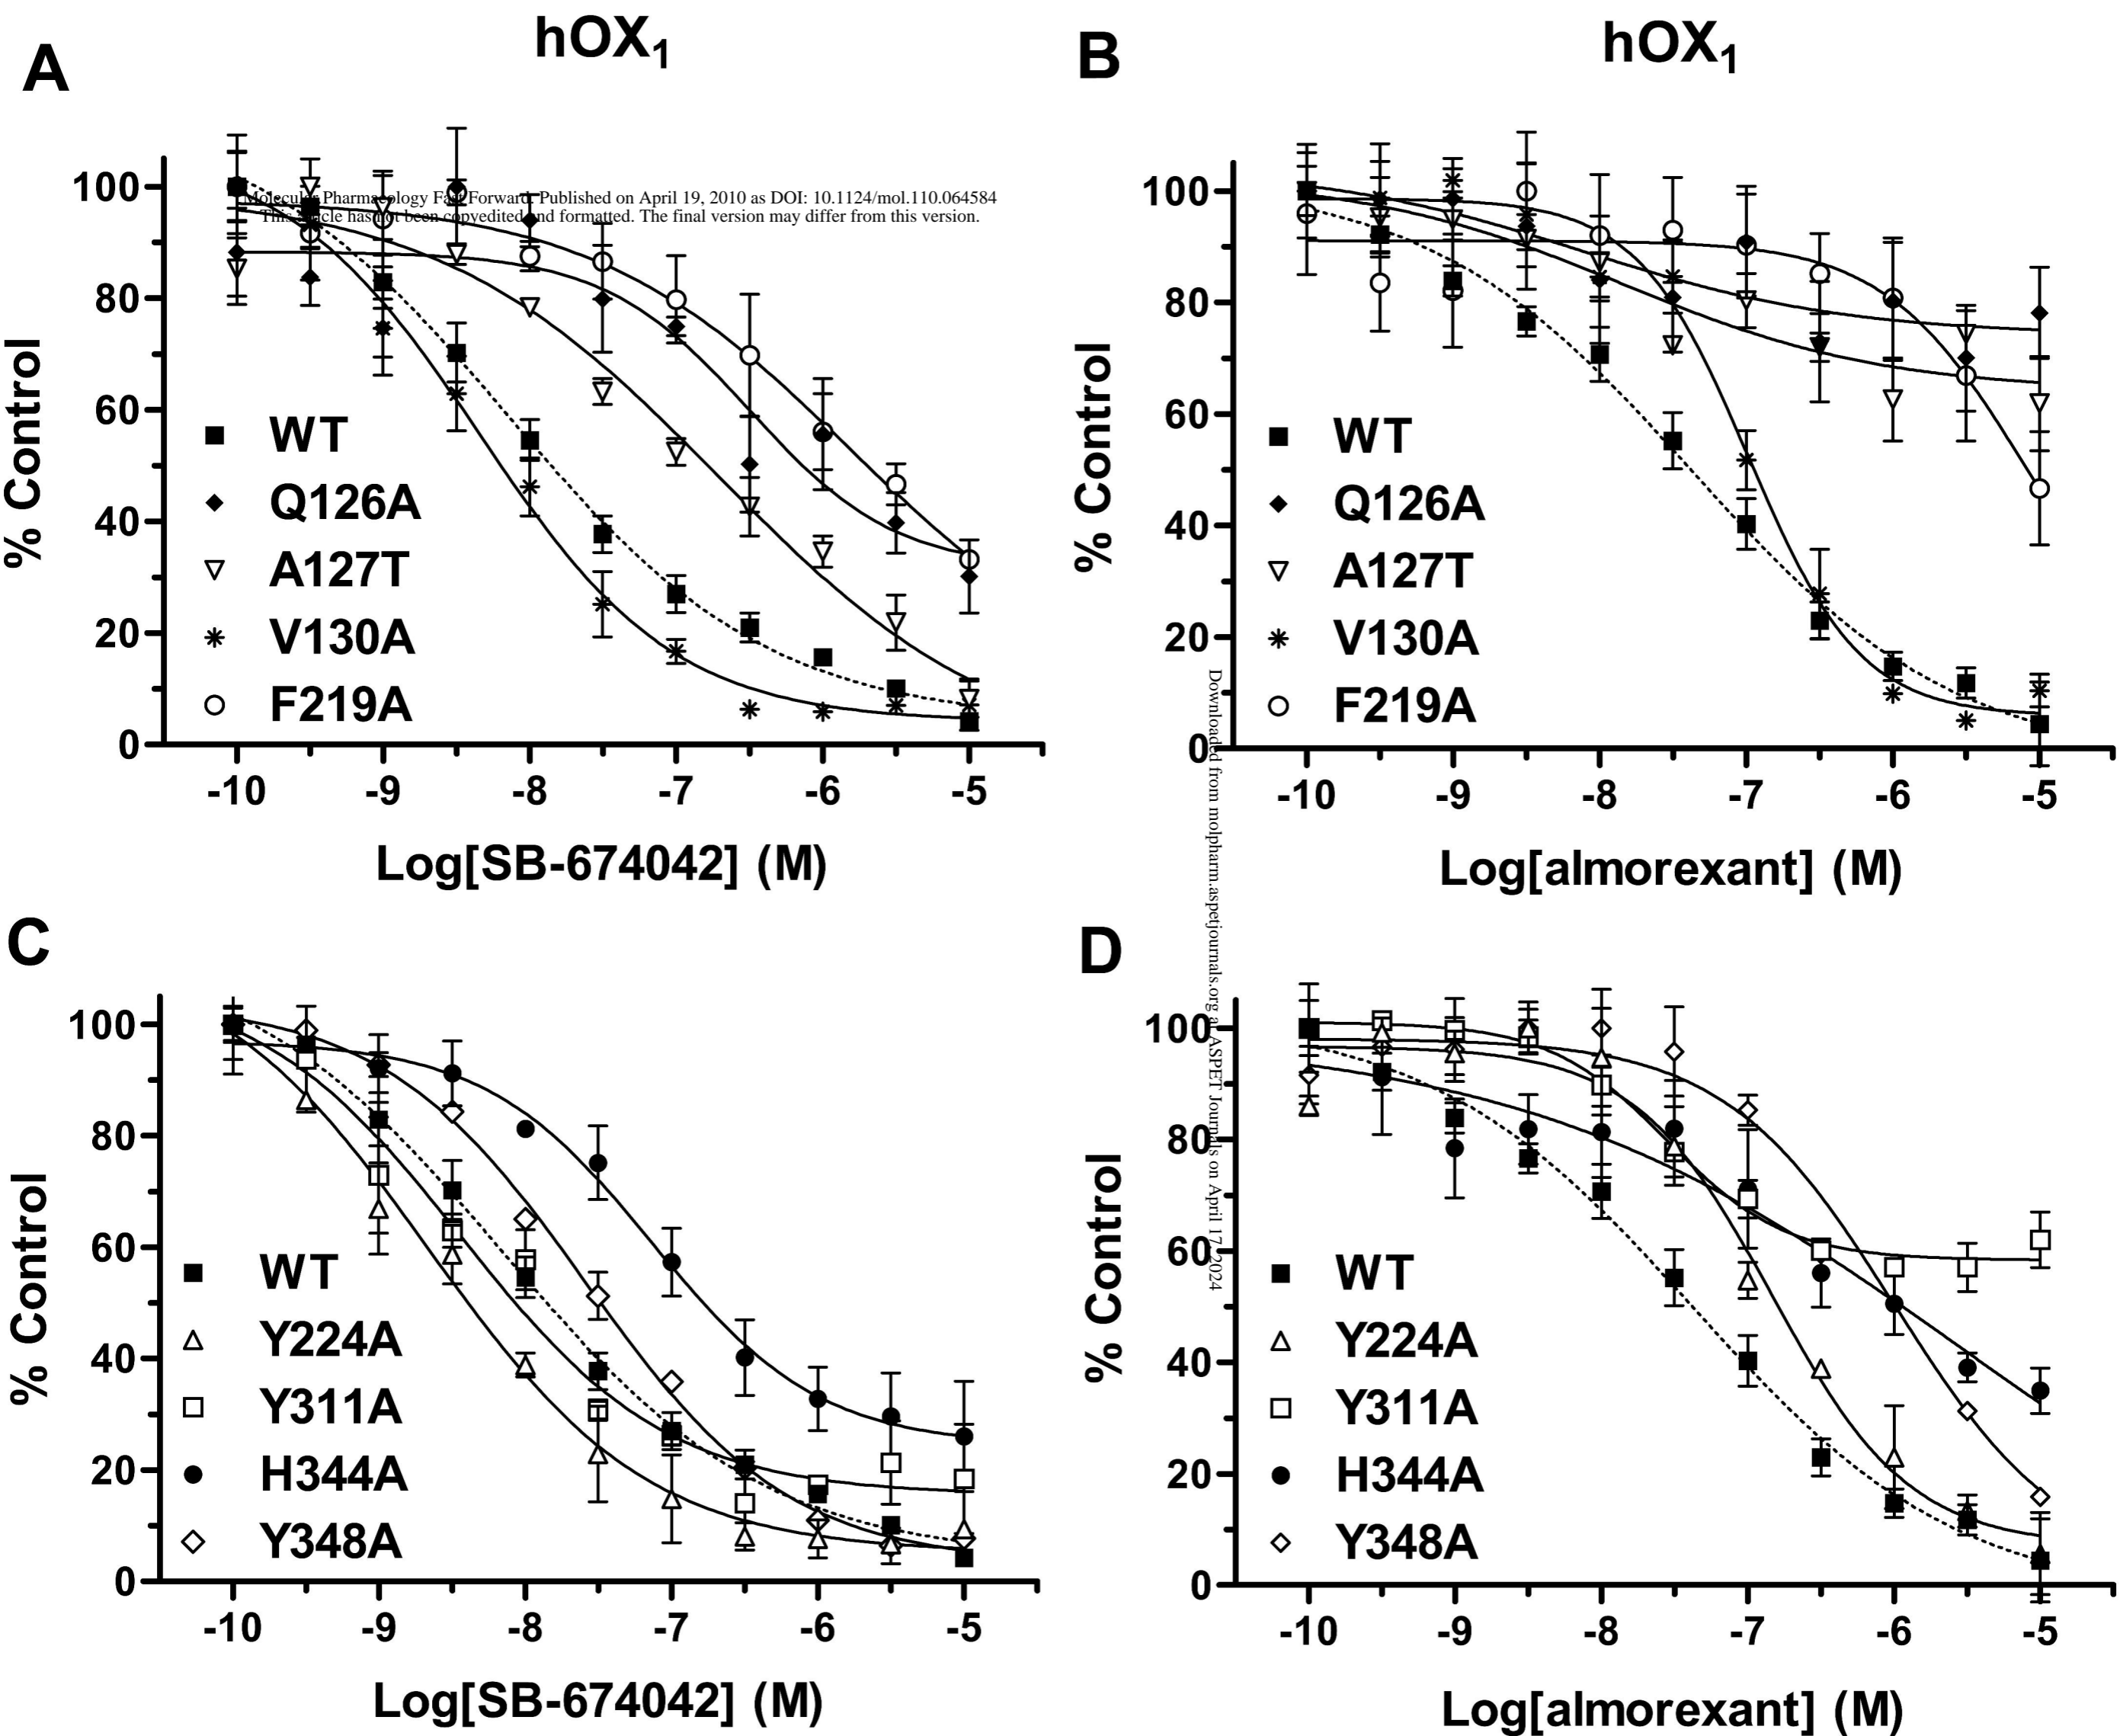 hOX1
hOX1
A
B
Molecular Pharmacology Fast Forward. Published on April 19, 2010 as DOI: 10.1124/mol.110.064584
This article has not been copyedited and formatted. The final version may differ from this version.
% Control
100
80
60
40
20
0
WT
Q126A
A127T
V130A
F219A
-10 -9 -8 -7 -6 -5
Log[SB-674042] (M)
% Control
100
80
60
40
20
0
WT
Q126A
A127T
V130A
F219A
-10 -9 -8 -7 -6 -5
Log[almorexant] (M)
Downloaded from molpharm.aspetjournals.org at ASPET Journals on April 17, 2024
C
D
% Control
100
80
60
40
20
0
WT
Y224A
Y311A
H344A
Y348A
-10 -9 -8 -7 -6 -5
Log[SB-674042] (M)
% Control
100
80
60
40
20
0
WT
Y224A
Y311A
H344A
Y348A
-10 -9 -8 -7 -6 -5
Log[almorexant] (M)